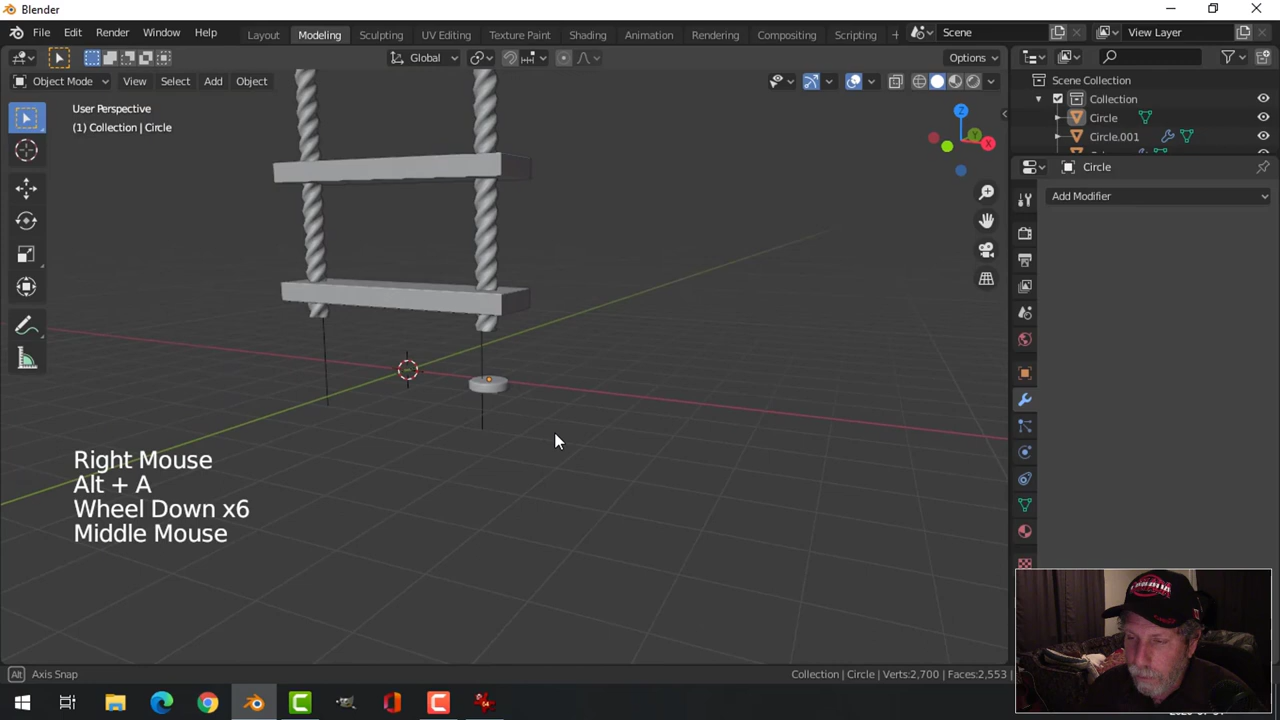 Blender
File Edit Render Window Help
Layout Modeling Sculpting UV Editing Texture Paint Shading Animation Rendering Compositing Scripting +
Scene View Layer
Global Options
Object Mode View Select Add Object
User Perspective
(1) Collection | Circle
Z
Y
X
Scene Collection
Collection
Circle
Circle.001
Circle
Add Modifier
Right Mouse
Alt + A
Wheel Down x6
Middle Mouse
Alt Axis Snap
Collection | Circle | Verts:2,700 | Faces:2,553